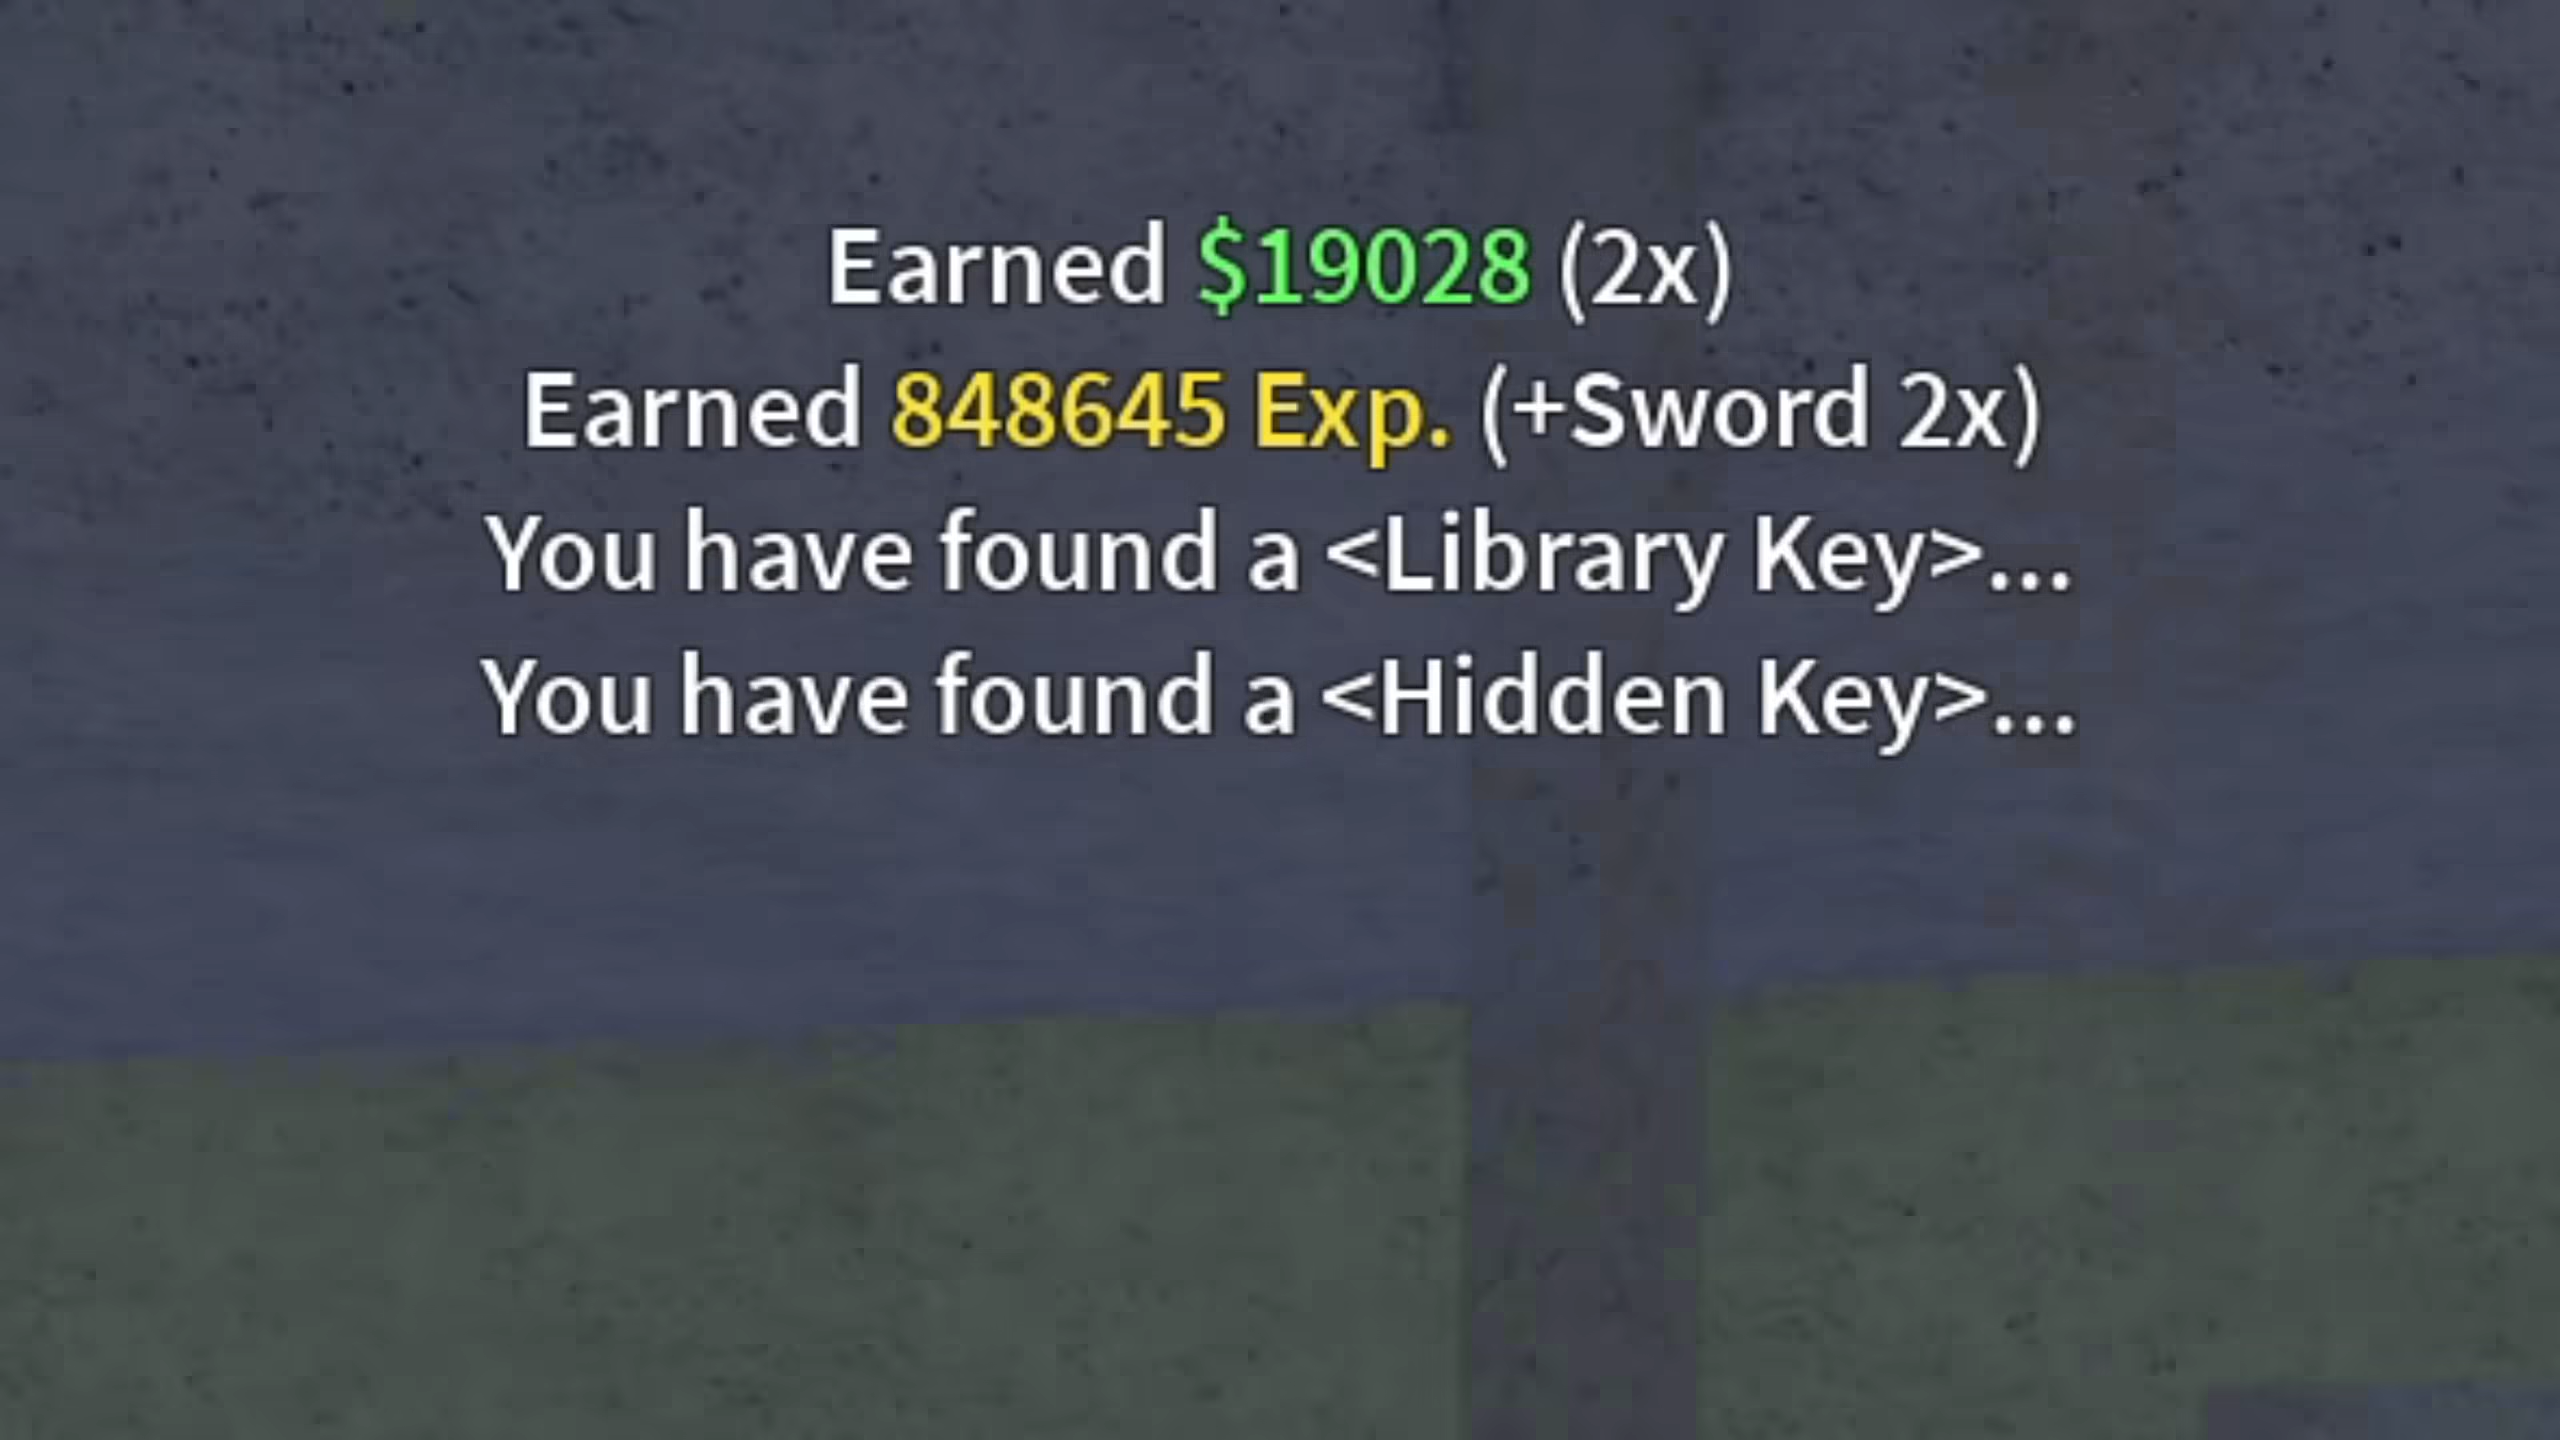 Earned $19028 (2x)
Earned 848645 Exp. (+Sword 2x)
You have found a <Library Key>...
You have found a <Hidden Key>...